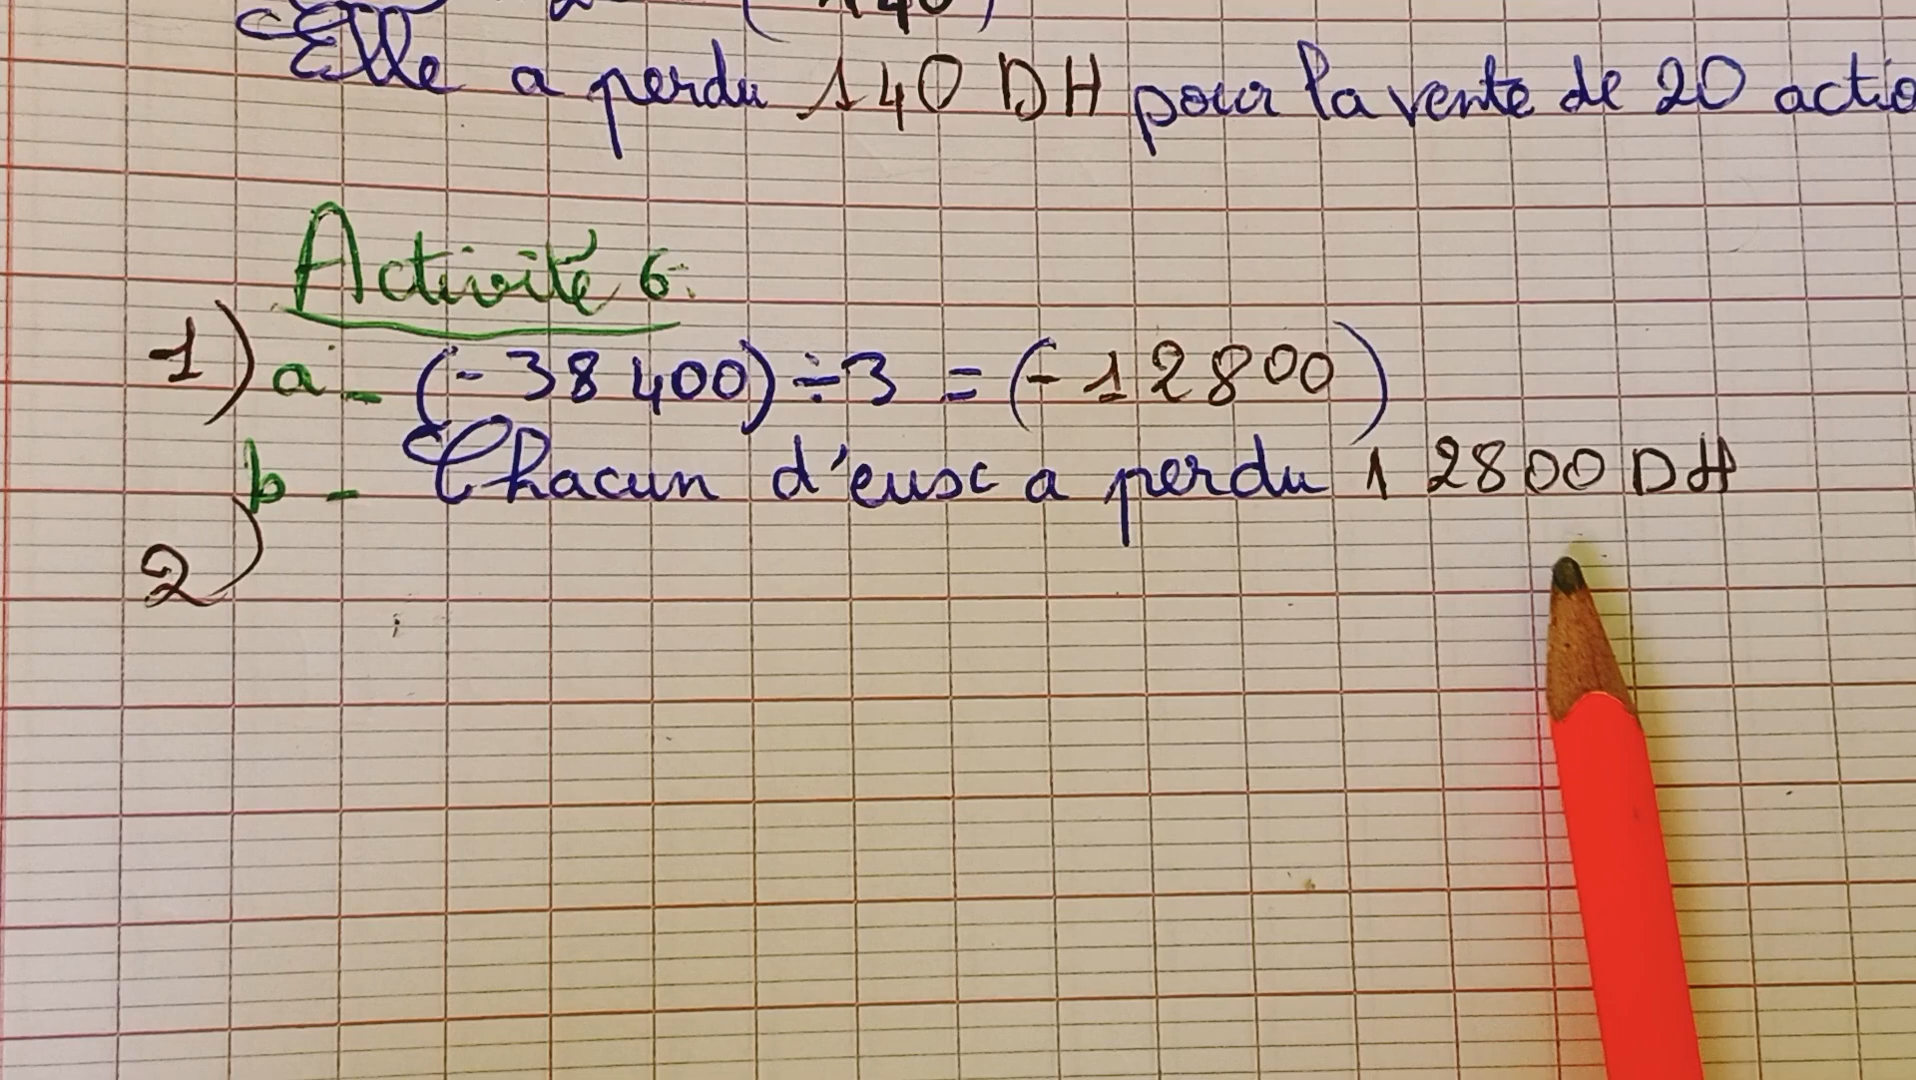 (140)
Elle a perdu 140 DH pour la vente de 20 actio
Activité 6:
1) a - (-38 400) ÷ 3 = (-12800)
b - Chacun d'eux a perdu 12800 DH
2)